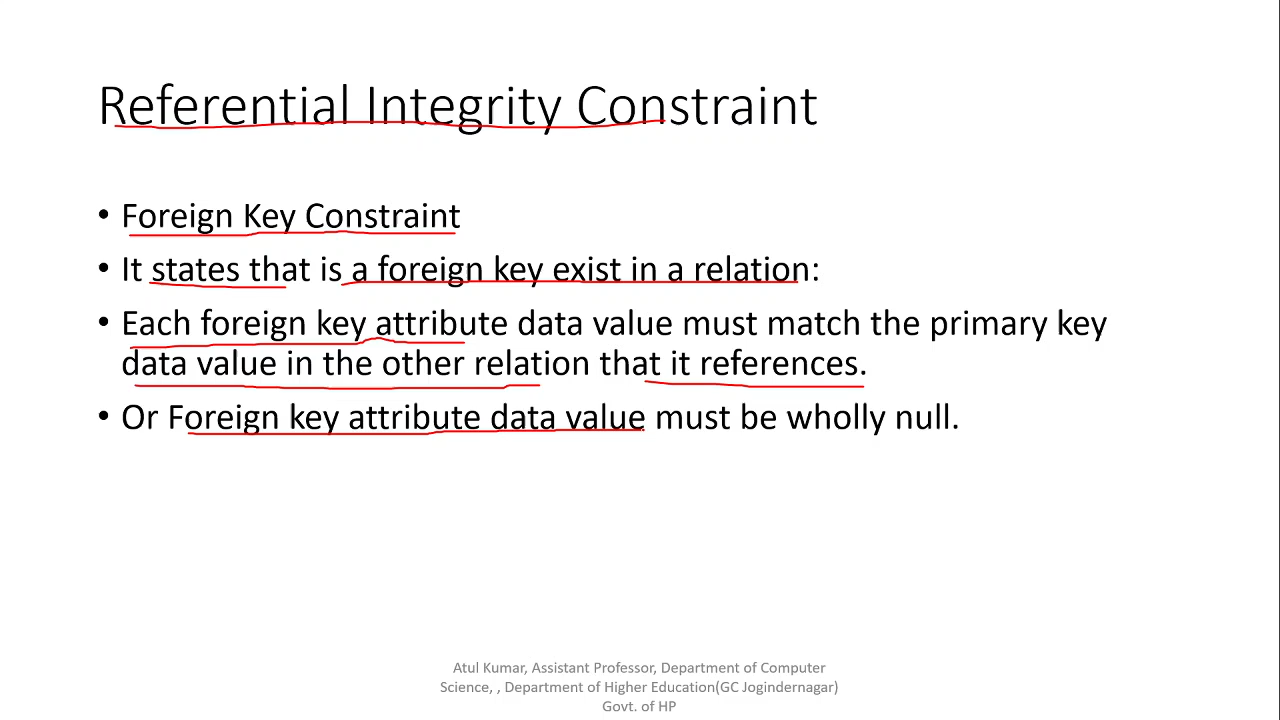 Referential Integrity Constraint
• Foreign Key Constraint
• It states that is a foreign key exist in a relation:
• Each foreign key attribute data value must match the primary key
data value in the other relation that it references.
• Or Foreign key attribute data value must be wholly null.
Atul Kumar, Assistant Professor, Department of Computer
Science, , Department of Higher Education(GC Jogindernagar)
Govt. of HP